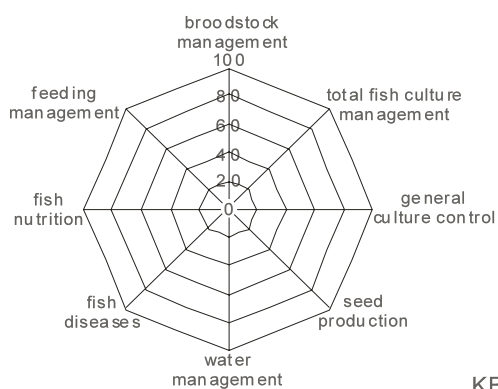 broodstock
management
100
80
60
40
20
0
total fish culture
management
general
culture control
seed
production
water
management
fish
diseases
fish
nutrition
feeding
management